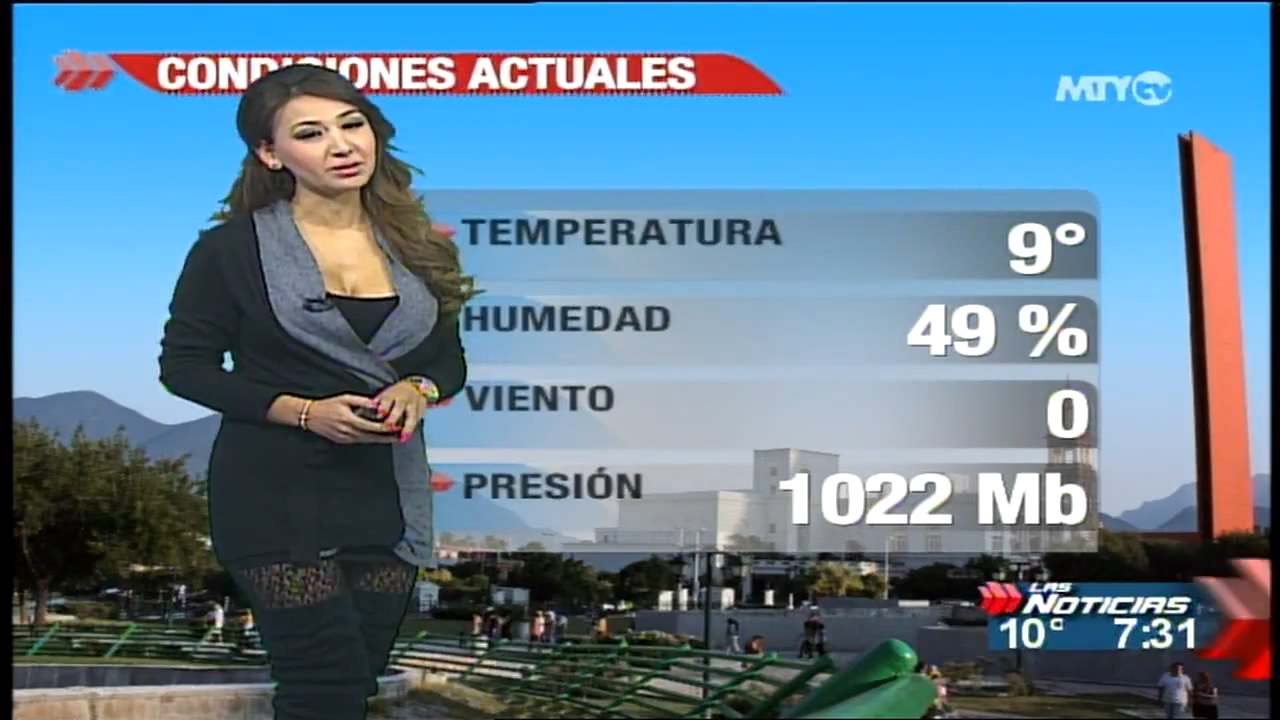 CONDICIONES ACTUALES
MTYtv
TEMPERATURA 9°
HUMEDAD 49 %
VIENTO 0
PRESIÓN 1022 Mb
LAS
NOTICIAS
10° 7:31